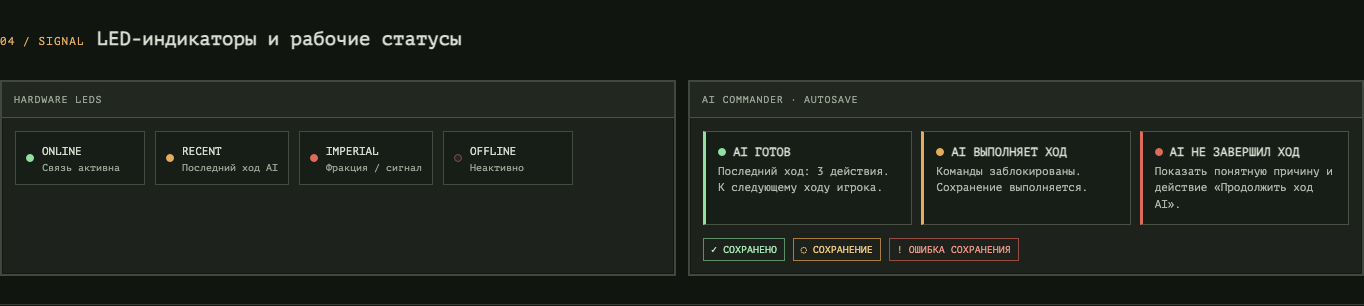 04 / SIGNAL LED-индикаторы и рабочие статусы
HARDWARE LEDS
ONLINE
Связь активна
RECENT
Последний ход AI
IMPERIAL
Фракция / сигнал
OFFLINE
Неактивно
AI COMMANDER · AUTOSAVE
AI ГОТОВ
Последний ход: 3 действия.
К следующему ходу игрока.
AI ВЫПОЛНЯЕТ ХОД
Команды заблокированы.
Сохранение выполняется.
AI НЕ ЗАВЕРШИЛ ХОД
Показать понятную причину и
действие «Продолжить ход
AI».
✓ СОХРАНЕНО
◌ СОХРАНЕНИЕ
! ОШИБКА СОХРАНЕНИЯ